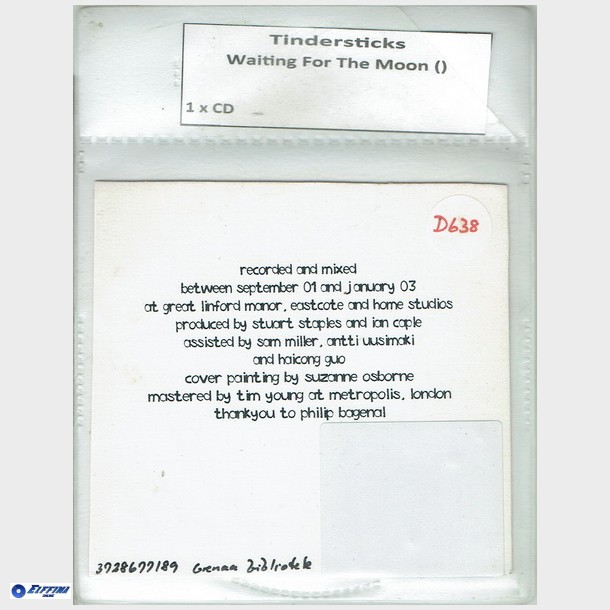 Tindersticks
Waiting For The Moon ()
1 x CD
D638
recorded and mixed
between september 01 and january 03
at great linford manor, eastcote and home studios
produced by stuart staples and ian caple
assisted by sam miller, antti uusimaki
and haicong guo
cover painting by suzanne osborne
mastered by tim young at metropolis, london
thankyou to philip bagenal
3728677189 Grenaa Bibliotek
EIFFINI